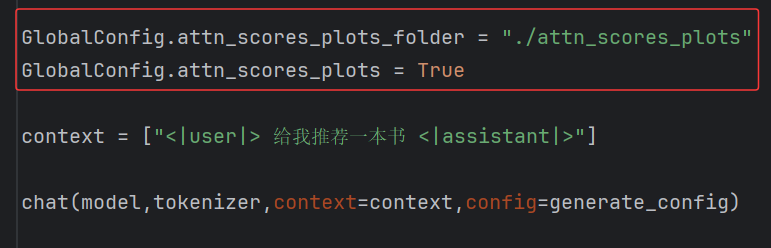 GlobalConfig.attn_scores_plots_folder = "./attn_scores_plots"
GlobalConfig.attn_scores_plots = True
context = ["<|user|> 给我推荐一本书 <|assistant|>"]
chat(model,tokenizer,context=context,config=generate_config)